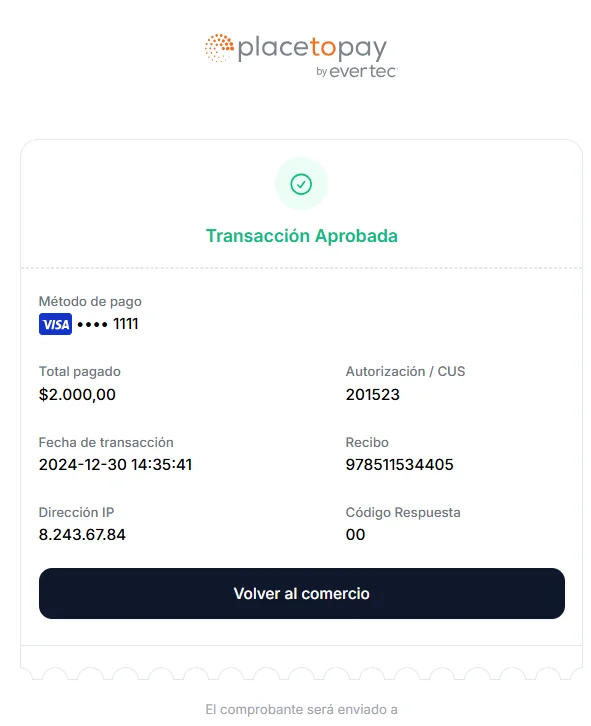 placetopay
by evertec
Transacción Aprobada
Método de pago
VISA •••• 1111
Total pagado
$2.000,00
Autorización / CUS
201523
Fecha de transacción
2024-12-30 14:35:41
Recibo
978511534405
Dirección IP
8.243.67.84
Código Respuesta
00
Volver al comercio
El comprobante será enviado a